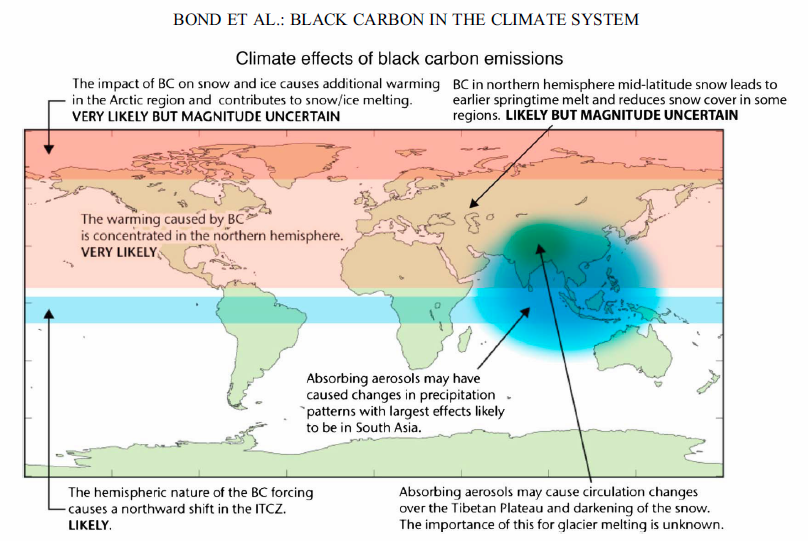 BOND ET AL.: BLACK CARBON IN THE CLIMATE SYSTEM
Climate effects of black carbon emissions
The impact of BC on snow and ice causes additional warming
in the Arctic region and contributes to snow/ice melting.
VERY LIKELY BUT MAGNITUDE UNCERTAIN
BC in northern hemisphere mid-latitude snow leads to
earlier springtime melt and reduces snow cover in some
regions. LIKELY BUT MAGNITUDE UNCERTAIN
The warming caused by BC
is concentrated in the northern hemisphere.
VERY LIKELY
Absorbing aerosols may have
caused changes in precipitation
patterns with largest effects likely
to be in South Asia.
The hemispheric nature of the BC forcing
causes a northward shift in the ITCZ.
LIKELY.
Absorbing aerosols may cause circulation changes
over the Tibetan Plateau and darkening of the snow.
The importance of this for glacier melting is unknown.